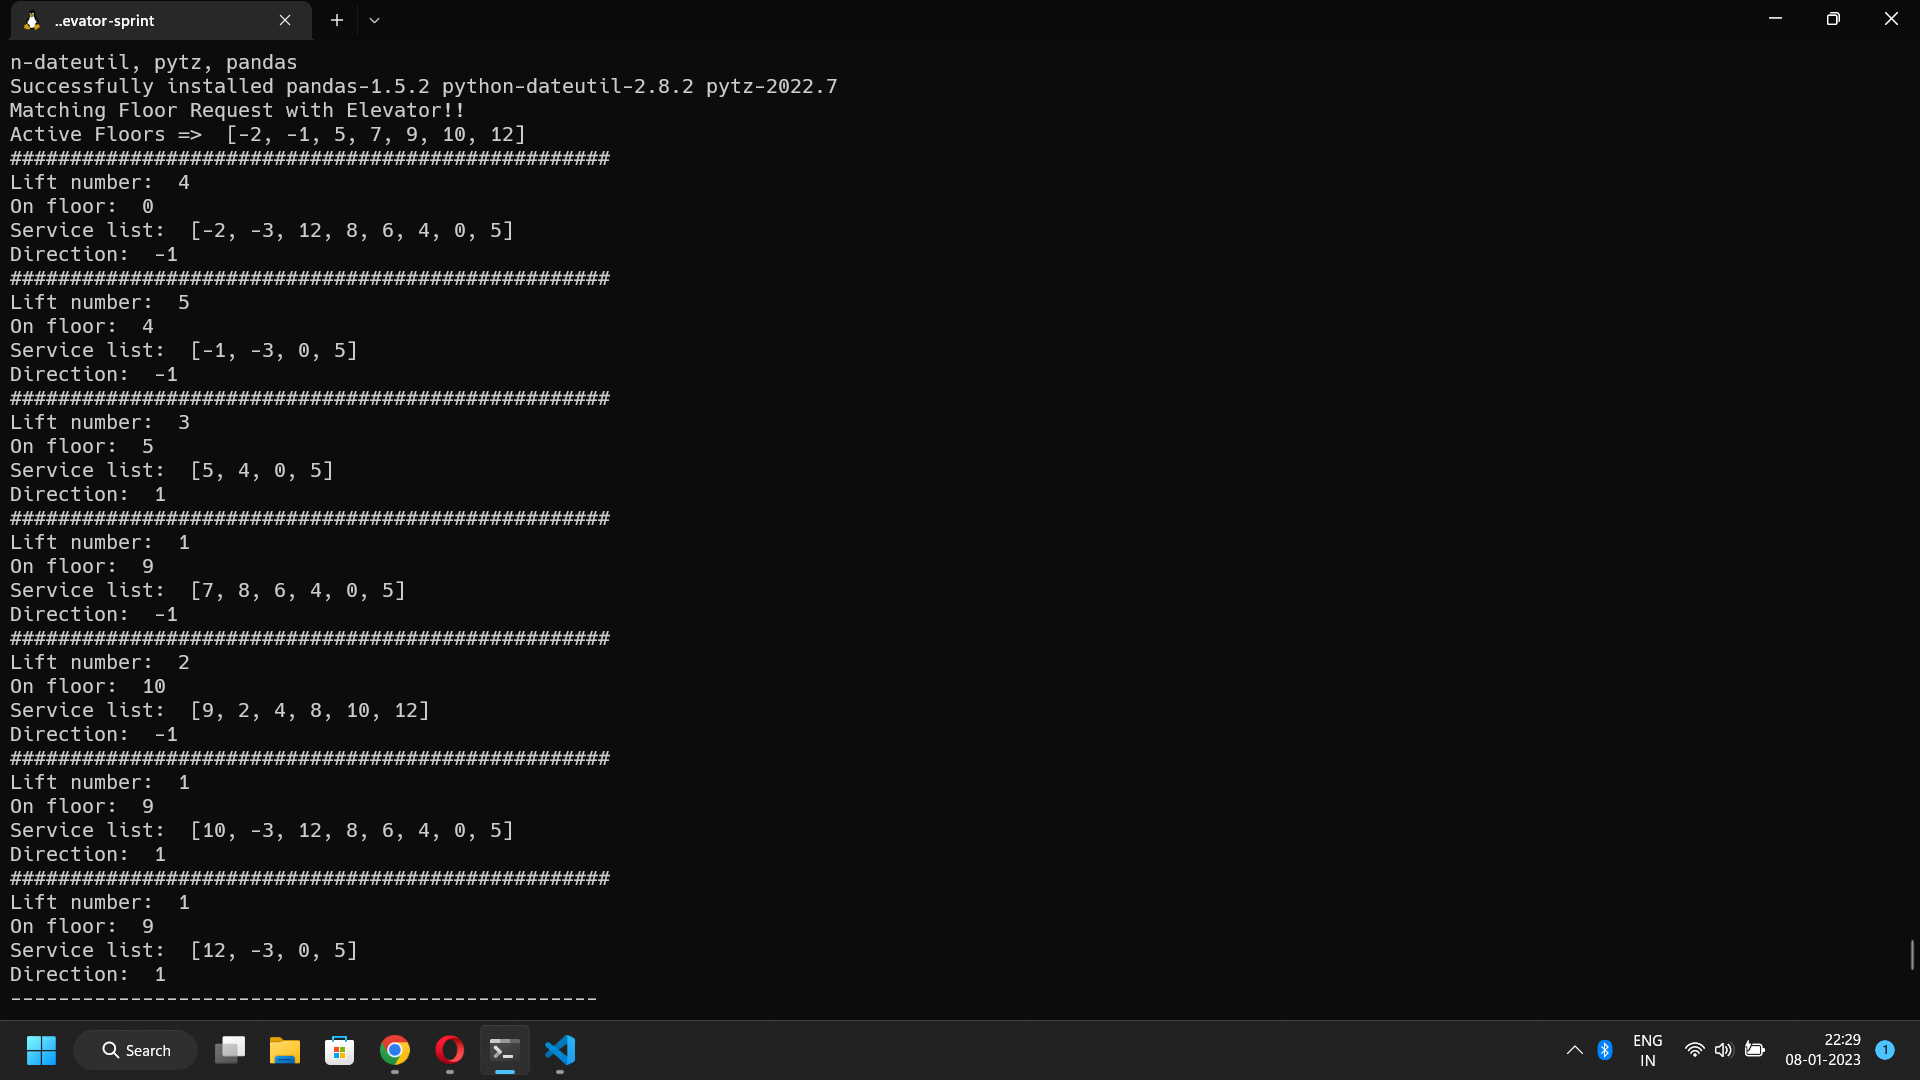 ..evator-sprint
n-dateutil, pytz, pandas
Successfully installed pandas-1.5.2 python-dateutil-2.8.2 pytz-2022.7
Matching Floor Request with Elevator!!
Active Floors =>  [-2, -1, 5, 7, 9, 10, 12]
##################################################
Lift number:  4
On floor:  0
Service list:  [-2, -3, 12, 8, 6, 4, 0, 5]
Direction:  -1
##################################################
Lift number:  5
On floor:  4
Service list:  [-1, -3, 0, 5]
Direction:  -1
##################################################
Lift number:  3
On floor:  5
Service list:  [5, 4, 0, 5]
Direction:  1
##################################################
Lift number:  1
On floor:  9
Service list:  [7, 8, 6, 4, 0, 5]
Direction:  -1
##################################################
Lift number:  2
On floor:  10
Service list:  [9, 2, 4, 8, 10, 12]
Direction:  -1
##################################################
Lift number:  1
On floor:  9
Service list:  [10, -3, 12, 8, 6, 4, 0, 5]
Direction:  1
##################################################
Lift number:  1
On floor:  9
Service list:  [12, -3, 0, 5]
Direction:  1
-------------------------------------------------
Search
ENG
IN
22:29
08-01-2023
1